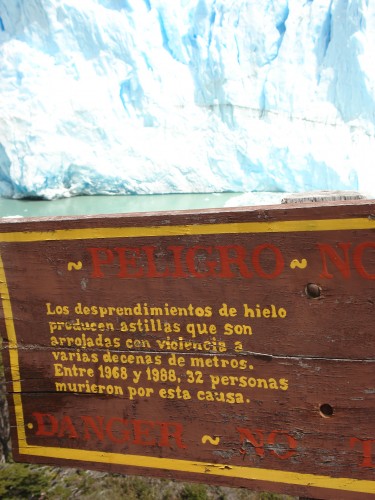 ~ PELIGRO ~ NO
Los desprendimientos de hielo
producen astillas que son
arrojadas con violencia a
varias decenas de metros.
Entre 1968 y 1988, 32 personas
murieron por esta causa.
·DANGER ~ NO T